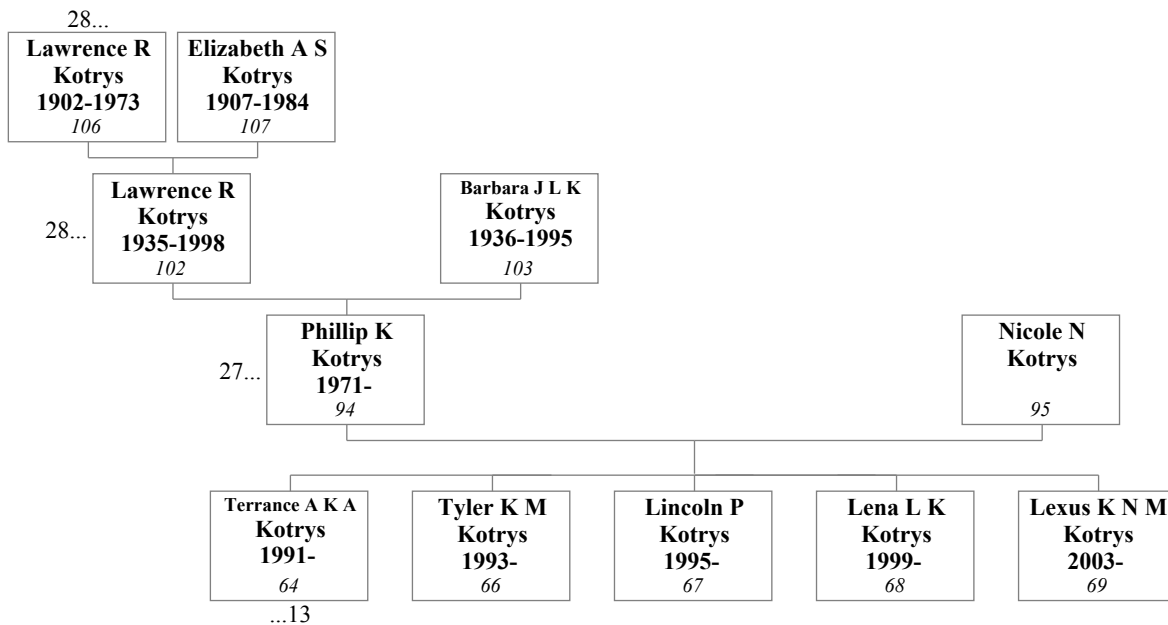 28...
Lawrence R
Kotrys
1902-1973
106
Elizabeth A S
Kotrys
1907-1984
107
28...
Lawrence R
Kotrys
1935-1998
102
Barbara J L K
Kotrys
1936-1995
103
27...
Phillip K
Kotrys
1971-
94
Nicole N
Kotrys
95
Terrance A K A
Kotrys
1991-
64
...13
Tyler K M
Kotrys
1993-
66
Lincoln P
Kotrys
1995-
67
Lena L K
Kotrys
1999-
68
Lexus K N M
Kotrys
2003-
69